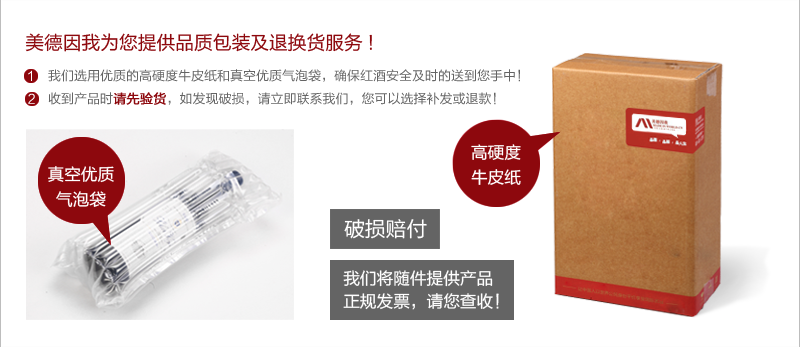 美德因我为您提供品质包装及退换货服务！
1 我们选用优质的高硬度牛皮纸和真空优质气泡袋，确保红酒安全及时的送到您手中！
2 收到产品时请先验货，如发现破损，请立即联系我们，您可以选择补发或退款！
真空优质
气泡袋
高硬度
牛皮纸
破损赔付
我们将随件提供产品
正规发票，请您查收！